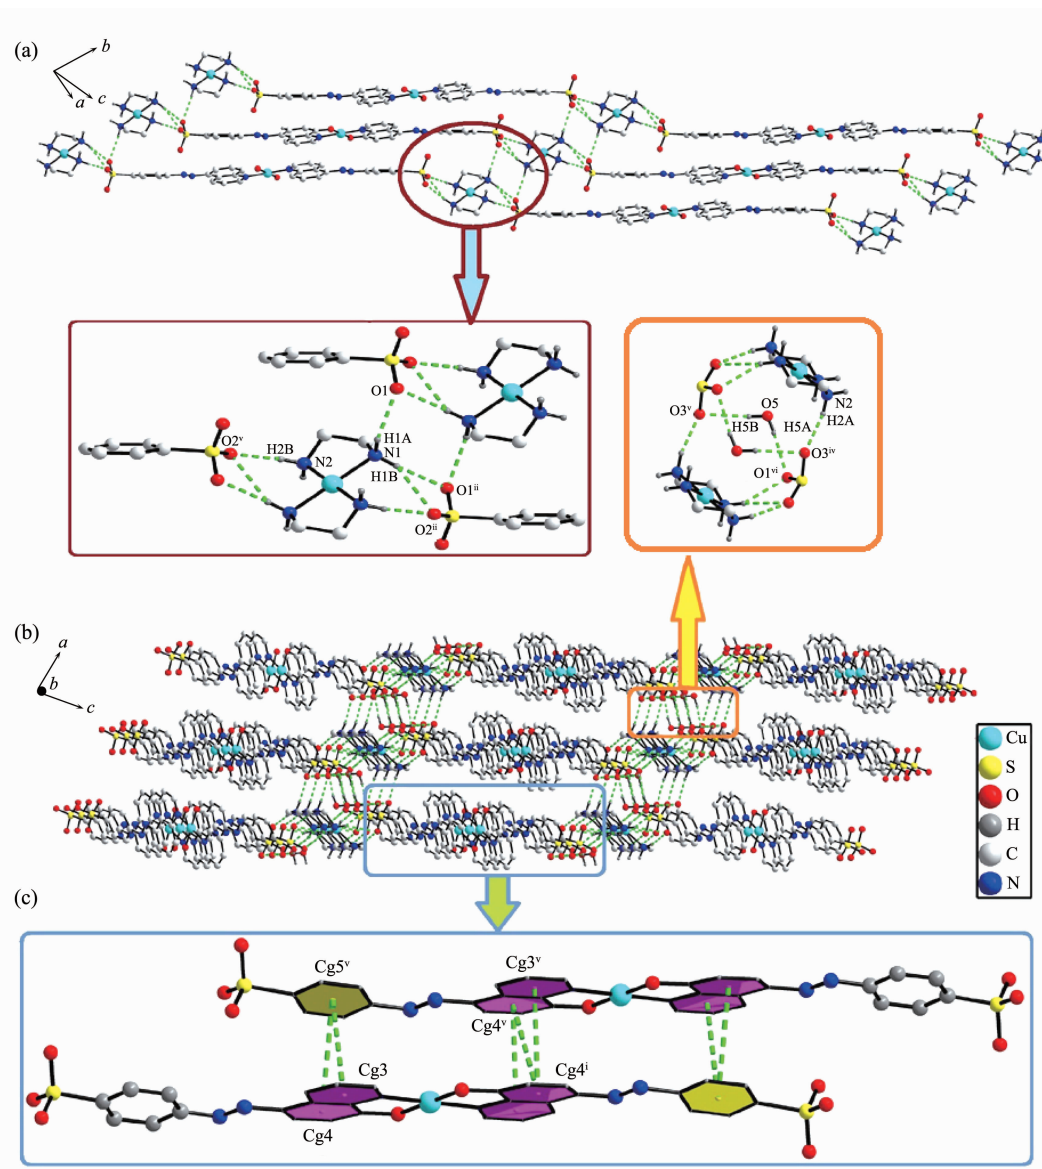 (a)
b
a
c
O1
O2ᵛ
H2B
N2
H1A
N1
H1B
O1ⁱⁱ
O2ⁱⁱ
O3ᵛ
O5
H5B
H5A
N2
H2A
O3ⁱᵛ
O1ᵛⁱ
(b)
a
b
c
Cu
S
O
H
C
N
(c)
Cg5ᵛ
Cg3ᵛ
Cg4ᵛ
Cg3
Cg4ⁱ
Cg4